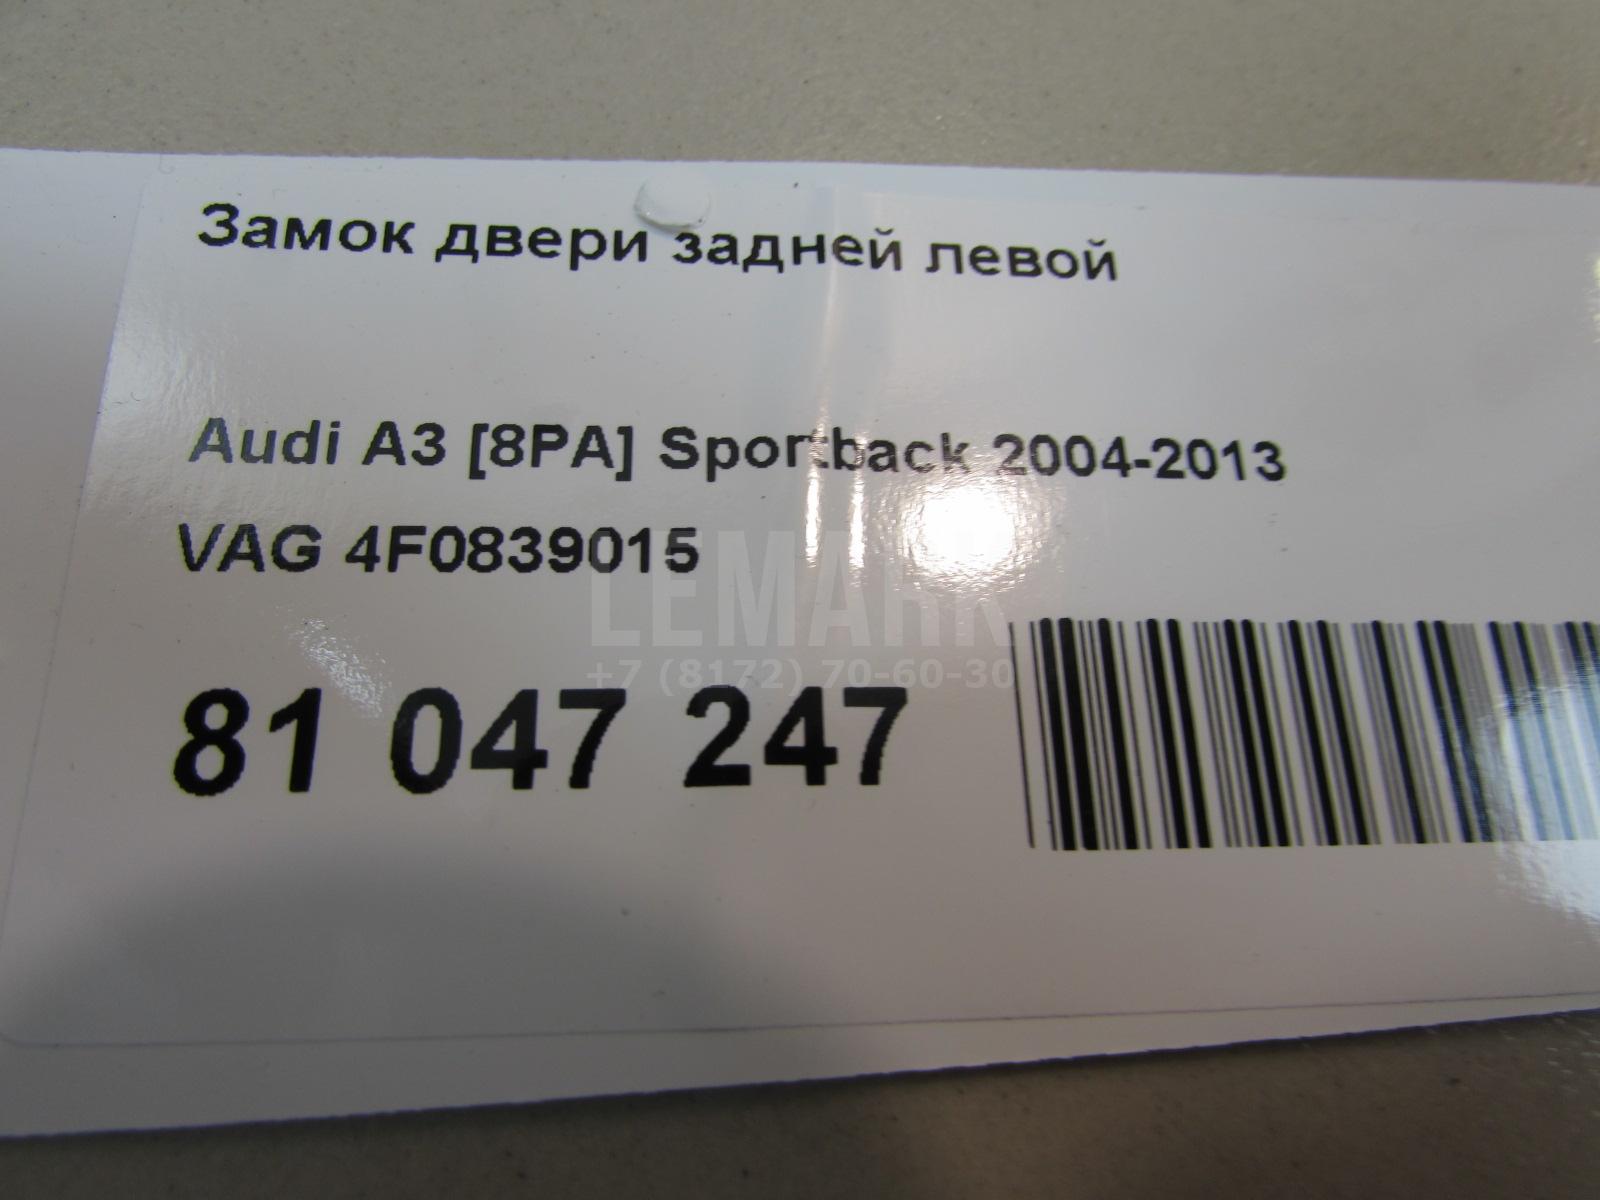 Замок двери задней левой
Audi A3 [8PA] Sportback 2004-2013
VAG 4F0839015
LEMARK
+7 (8172) 70-60-30
81 047 247